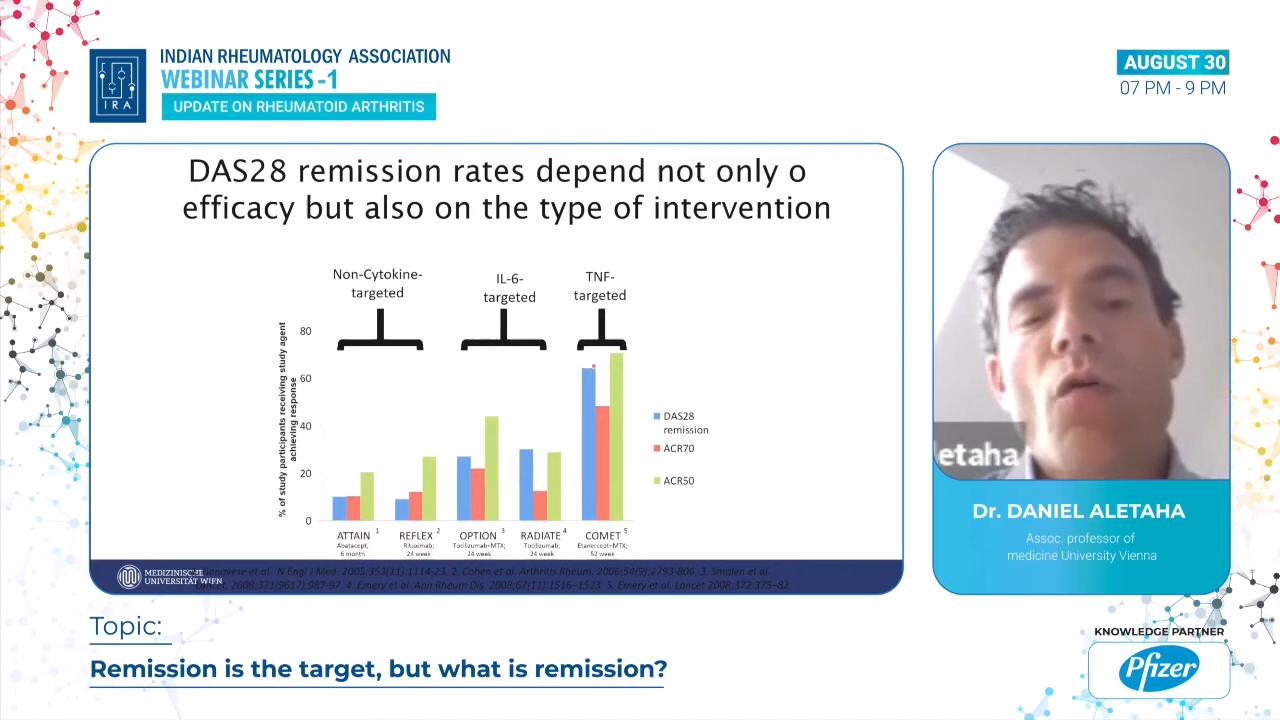 INDIAN RHEUMATOLOGY ASSOCIATION
WEBINAR SERIES -1
UPDATE ON RHEUMATOID ARTHRITIS
IRA
AUGUST 30
07 PM - 9 PM
DAS28 remission rates depend not only o
efficacy but also on the type of intervention
Non-Cytokine-
targeted
IL-6-
targeted
TNF-
targeted
% of study participants receiving study agent
achieving response
80
60
40
20
0
DAS28
remission
ACR70
ACR50
ATTAIN 1
Abatacept;
6 month
REFLEX 2
Rituximab;
24 week
OPTION 3
Tocilizumab+MTX;
24 week
RADIATE 4
Tocilizumab;
24 week
COMET 5
Etanercept+MTX;
52 week
MEDIZINISCHE
UNIVERSITÄT WIEN
Genovese et al. N Engl J Med. 2005;353(11):1114-23. 2. Cohen et al. Arthritis Rheum. 2006;54(9):2793-806. 3. Smolen et al.
Lancet. 2008;371(9617):987-97. 4. Emery et al. Ann Rheum Dis. 2008;67(11):1516–1523. 5. Emery et al. Lancet 2008;372:375–82
etaha
Dr. DANIEL ALETAHA
Assoc. professor of
medicine University Vienna
Topic:
Remission is the target, but what is remission?
KNOWLEDGE PARTNER
Pfizer